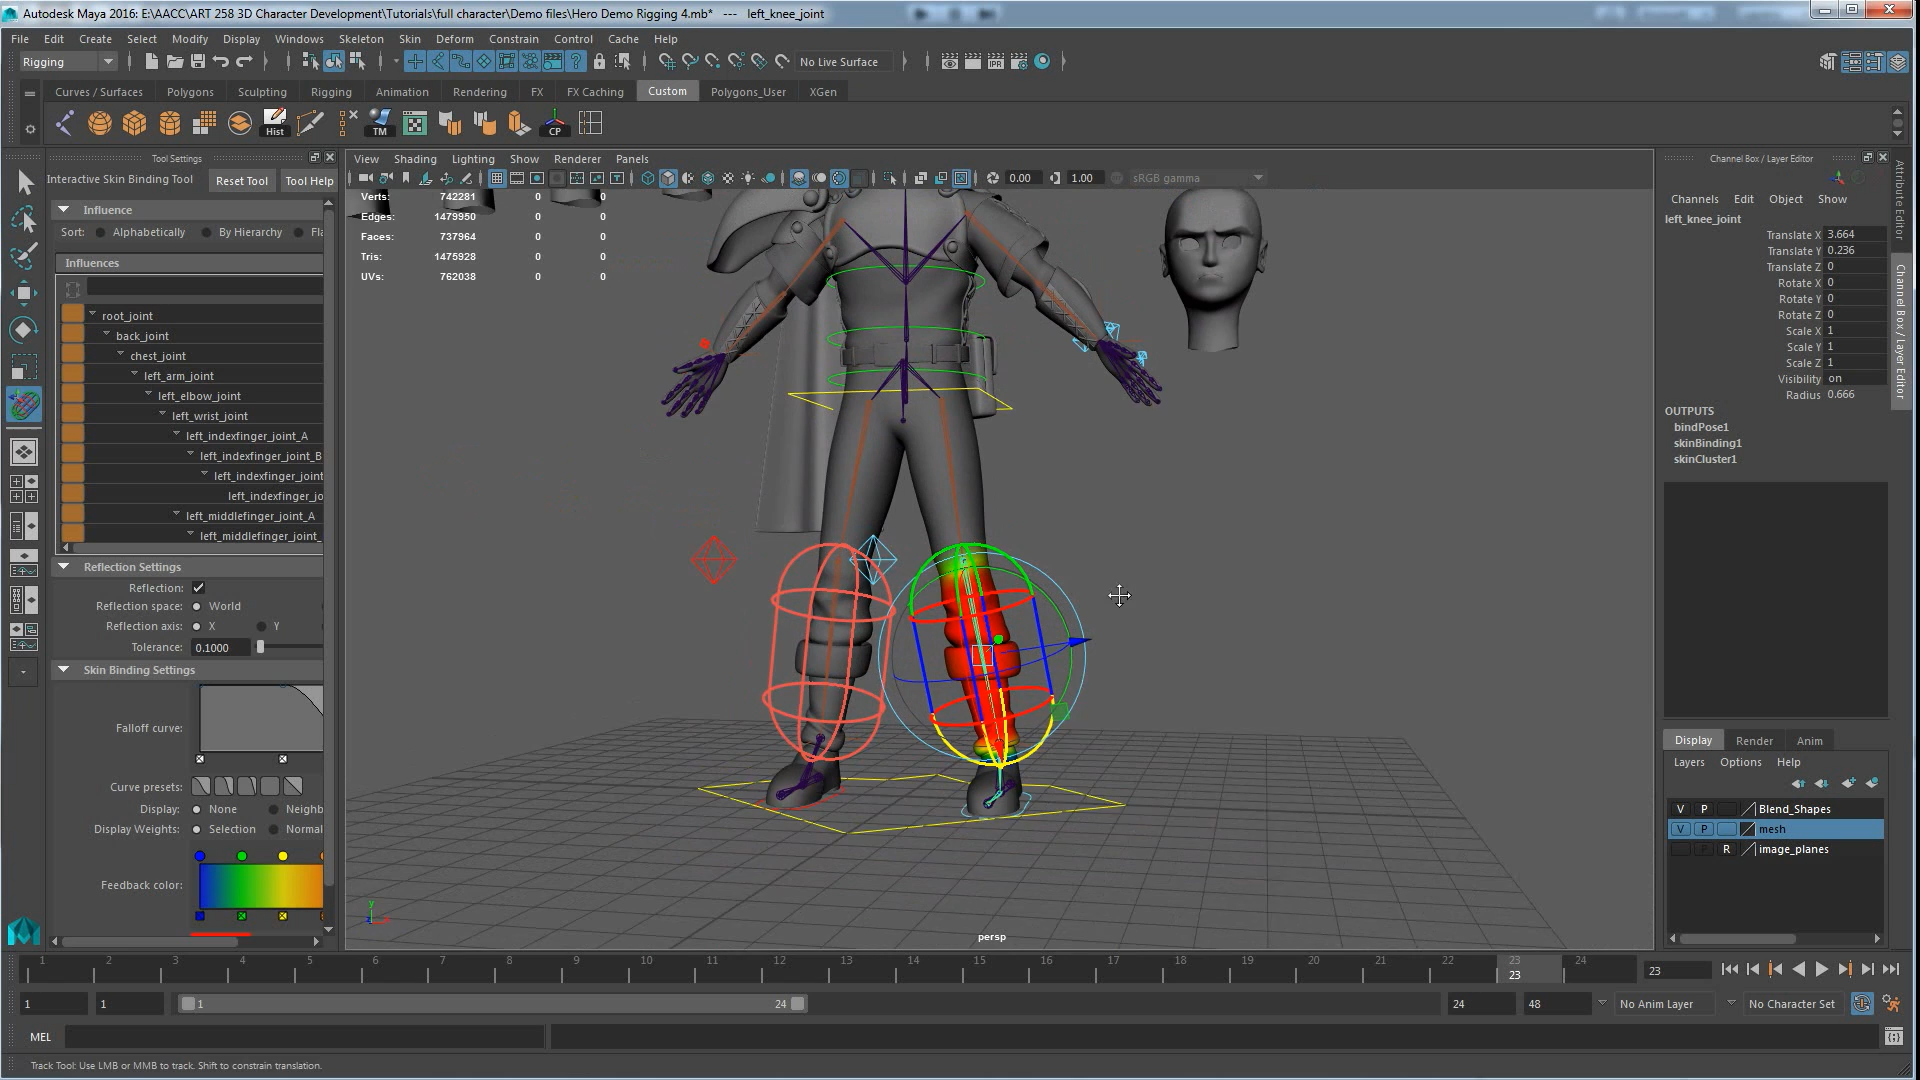 Autodesk Maya 2016: E:\AACC\ART 258 3D Character Development\Tutorials\full character\Demo files\Hero Demo Rigging 4.mb* --- left_knee_joint
File Edit Create Select Modify Display Windows Skeleton Skin Deform Constrain Control Cache Help
Rigging No Live Surface
Curves / Surfaces Polygons Sculpting Rigging Animation Rendering FX FX Caching Custom Polygons_User XGen
Hist TM CP
Tool Settings
Interactive Skin Binding Tool Reset Tool Tool Help
Influence
Sort: Alphabetically By Hierarchy Fla
Influences
root_joint
back_joint
chest_joint
left_arm_joint
left_elbow_joint
left_wrist_joint
left_indexfinger_joint_A
left_indexfinger_joint_B
left_indexfinger_joint
left_indexfinger_jo
left_middlefinger_joint_A
left_middlefinger_joint_
Reflection Settings
Reflection:
Reflection space: World
Reflection axis: X Y
Tolerance: 0.1000
Skin Binding Settings
Falloff curve:
Curve presets:
Display: None Neighb
Display Weights: Selection Normal
Feedback color:
View Shading Lighting Show Renderer Panels
0.00 1.00 sRGB gamma
Verts: 742281 0 0
Edges: 1479950 0 0
Faces: 737964 0 0
Tris: 1475928 0 0
UVs: 762038 0 0
y
persp
Channel Box / Layer Editor
Channels Edit Object Show
left_knee_joint
Translate X 3.664
Translate Y 0.236
Translate Z 0
Rotate X 0
Rotate Y 0
Rotate Z 0
Scale X 1
Scale Y 1
Scale Z 1
Visibility on
Radius 0.666
OUTPUTS
bindPose1
skinBinding1
skinCluster1
Attribute Editor
Channel Box / Layer Editor
Display Render Anim
Layers Options Help
V P Blend_Shapes
V P mesh
P R image_planes
1 2 3 4 5 6 7 8 9 10 11 12 13 14 15 16 17 18 19 20 21 22 23 24
23 23
1 1 1 24 24 48 No Anim Layer No Character Set
MEL
Track Tool: Use LMB or MMB to track. Shift to constrain translation.